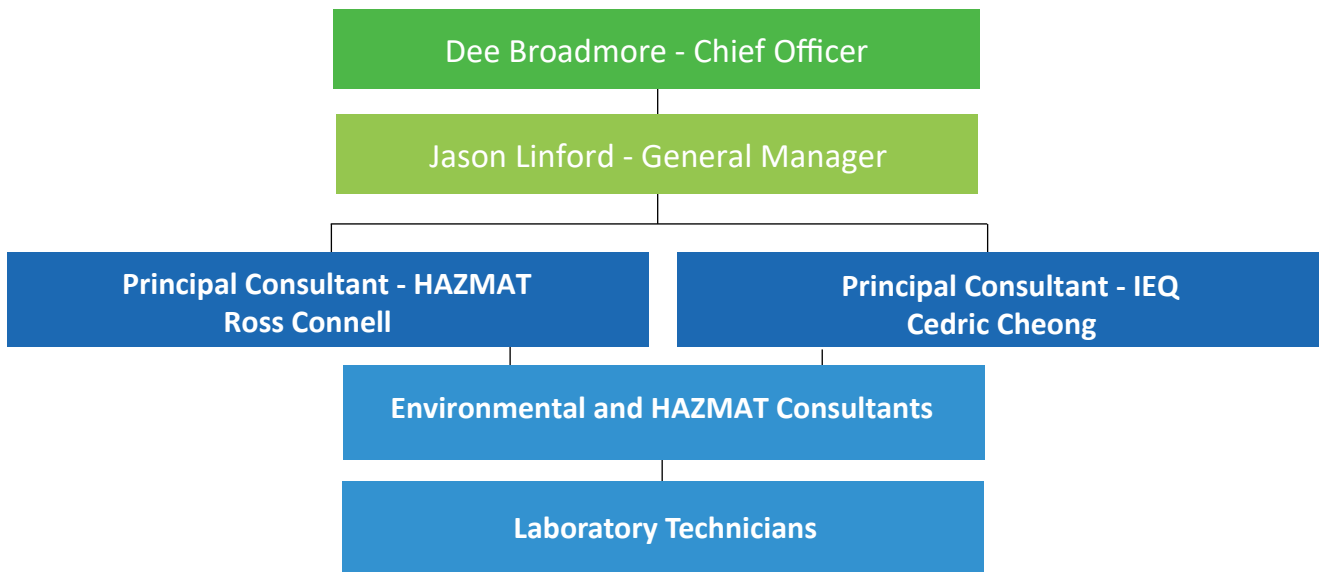 Dee Broadmore - Chief Officer
Jason Linford - General Manager
Principal Consultant - HAZMAT
Ross Connell
Principal Consultant - IEQ
Cedric Cheong
Environmental and HAZMAT Consultants
Laboratory Technicians